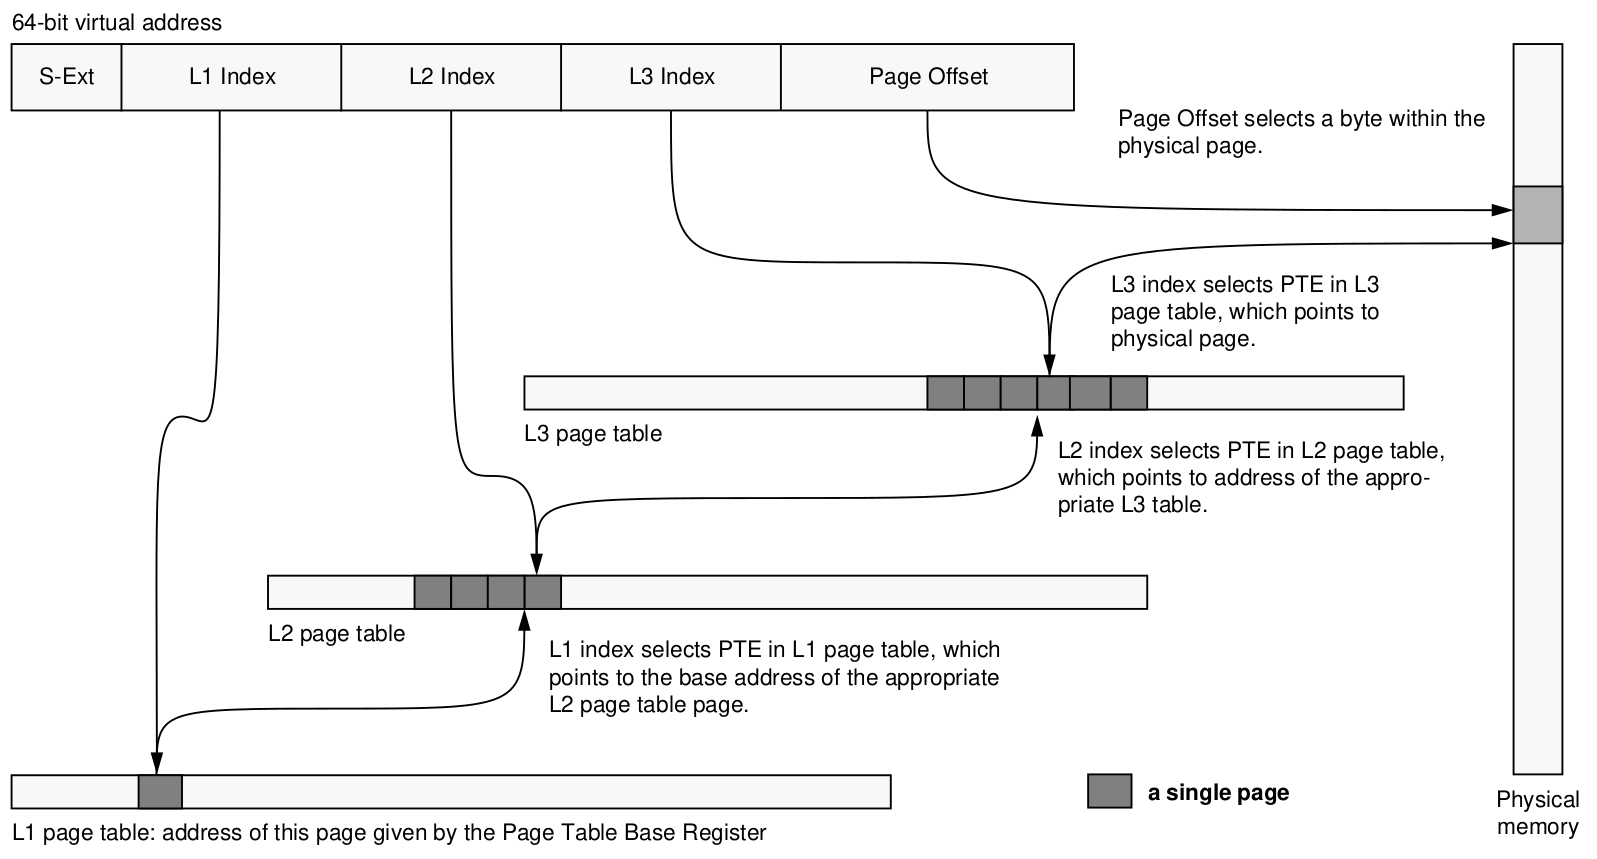 64-bit virtual address
S-Ext
L1 Index
L2 Index
L3 Index
Page Offset
Page Offset selects a byte within the
physical page.
L3 index selects PTE in L3
page table, which points to
physical page.
L3 page table
L2 index selects PTE in L2 page table,
which points to address of the appro-
priate L3 table.
L2 page table
L1 index selects PTE in L1 page table, which
points to the base address of the appropriate
L2 page table page.
a single page
Physical
memory
L1 page table: address of this page given by the Page Table Base Register